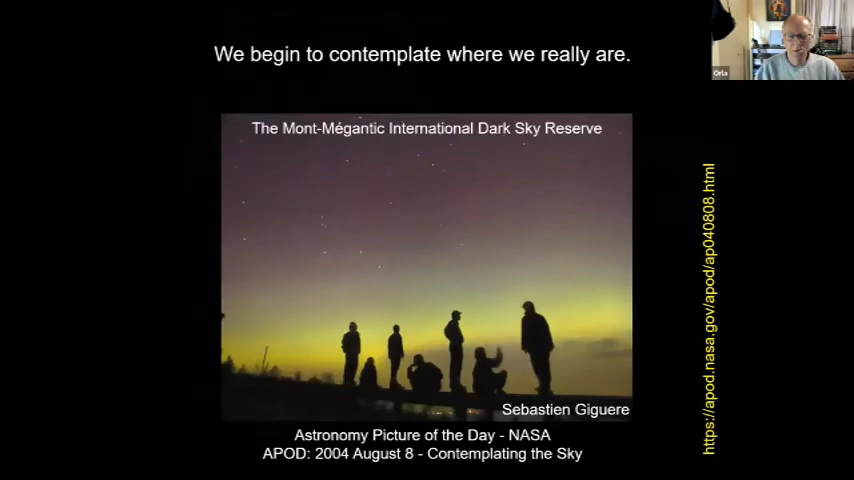 We begin to contemplate where we really are.
Orla
The Mont-Mégantic International Dark Sky Reserve
https://apod.nasa.gov/apod/ap040808.html
Sebastien Giguere
Astronomy Picture of the Day - NASA
APOD: 2004 August 8 - Contemplating the Sky